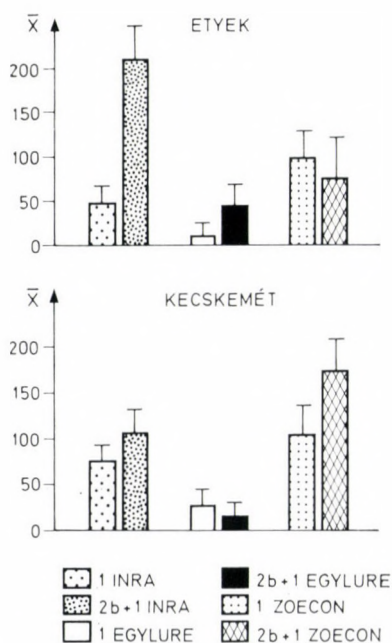 x̄ ETYEK
200
150
100
50
0
x̄ KECSKEMÉT
200
150
100
50
0
1 INRA 2b+1 EGYLURE
2b+1 INRA 1 ZOECON
1 EGYLURE 2b+1 ZOECON